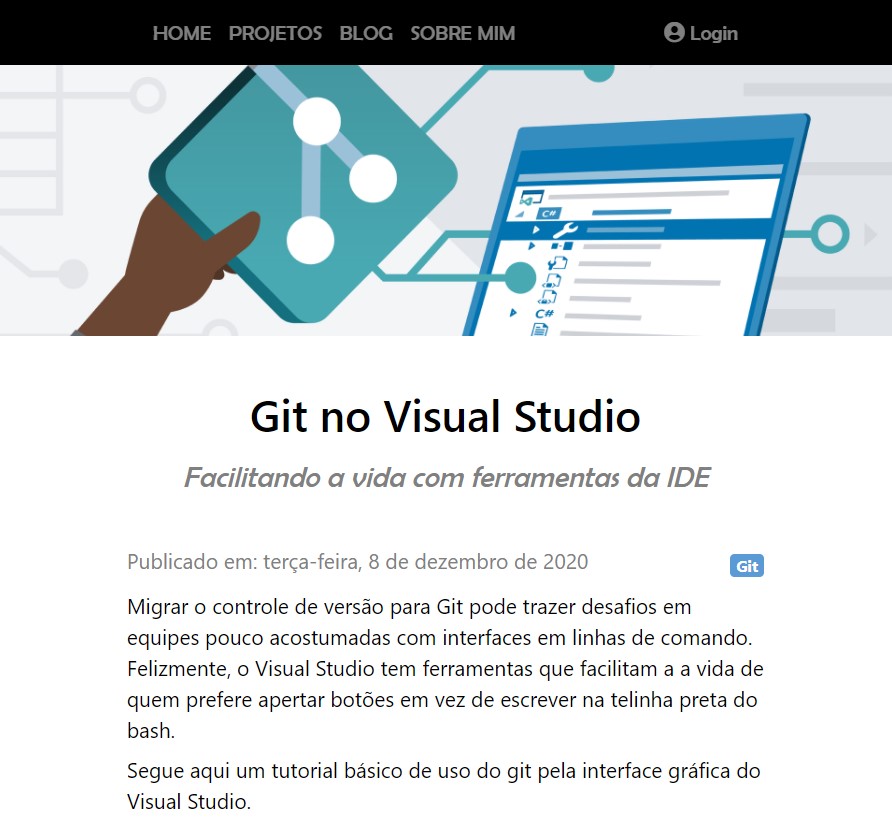 HOME PROJETOS BLOG SOBRE MIM Login
C#
C#
Git no Visual Studio
Facilitando a vida com ferramentas da IDE
Publicado em: terça-feira, 8 de dezembro de 2020 Git
Migrar o controle de versão para Git pode trazer desafios em
equipes pouco acostumadas com interfaces em linhas de comando.
Felizmente, o Visual Studio tem ferramentas que facilitam a a vida de
quem prefere apertar botões em vez de escrever na telinha preta do
bash.
Segue aqui um tutorial básico de uso do git pela interface gráfica do
Visual Studio.